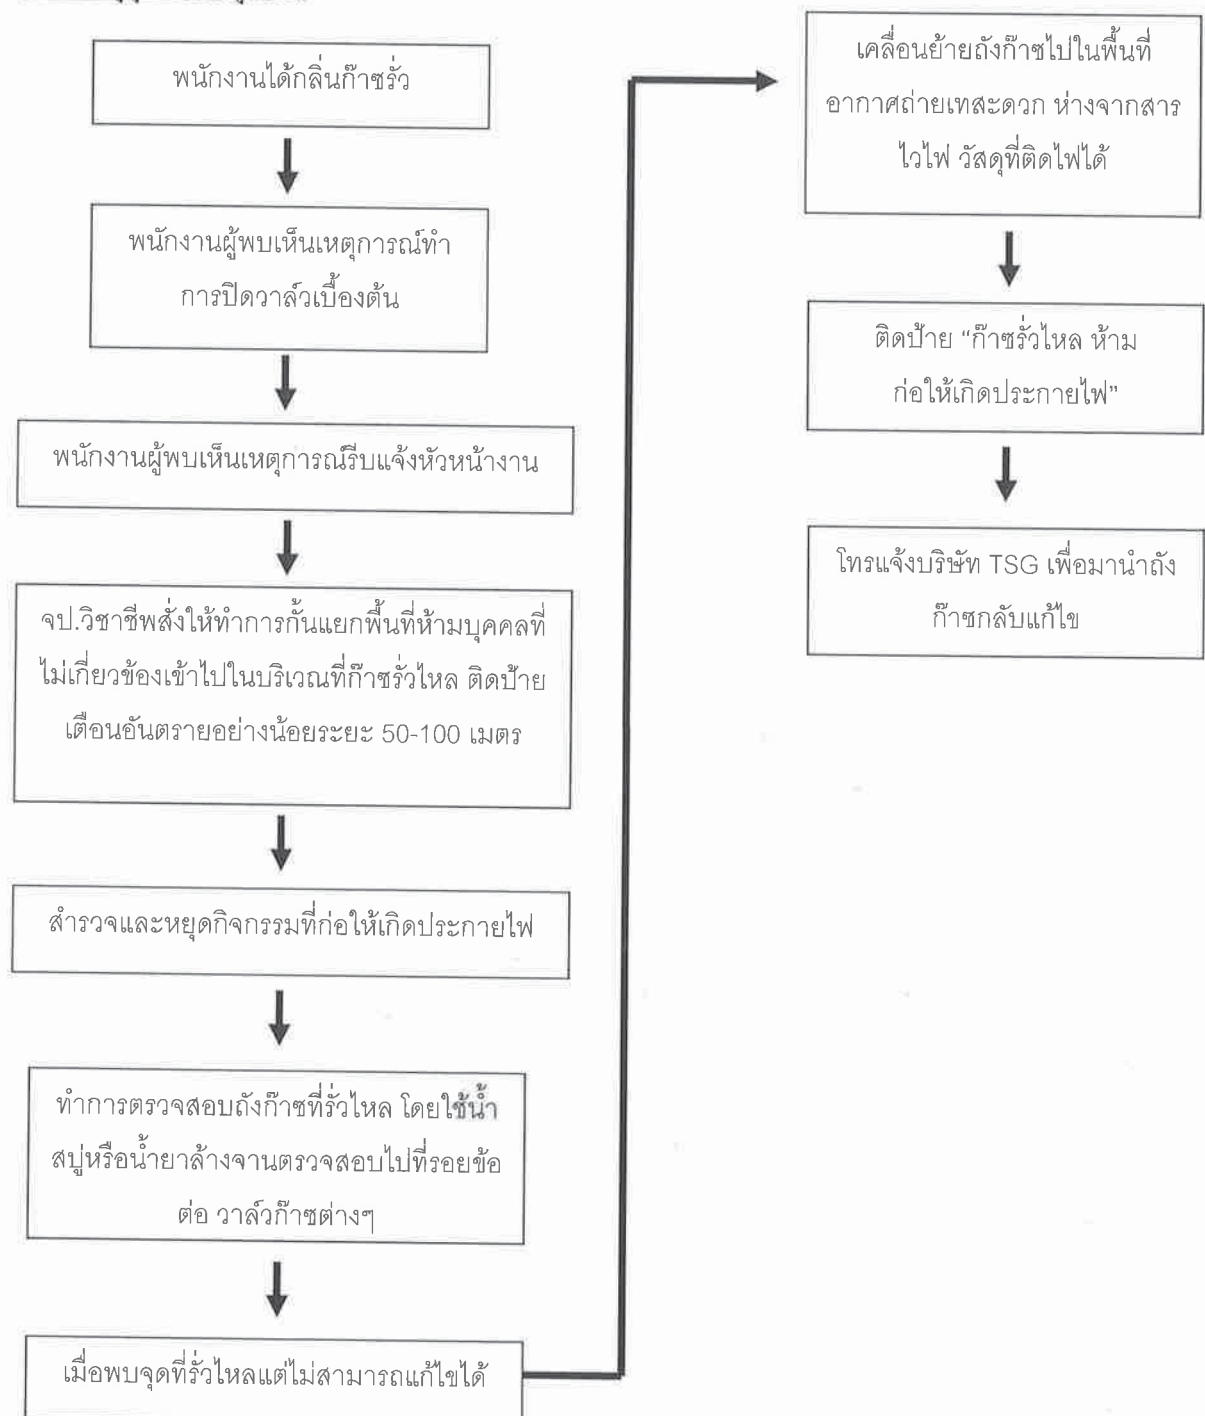 พนักงานได้กลิ่นก๊าซรั่ว
พนักงานผู้พบเห็นเหตุการณ์ทำ
การปิดวาล์วเบื้องต้น
พนักงานผู้พบเห็นเหตุการณ์รีบแจ้งหัวหน้างาน
จป.วิชาชีพสั่งให้ทำการกั้นแยกพื้นที่ห้ามบุคคลที่
ไม่เกี่ยวข้องเข้าไปในบริเวณที่ก๊าซรั่วไหล ติดป้าย
เตือนอันตรายอย่างน้อยระยะ 50-100 เมตร
สำรวจและหยุดกิจกรรมที่ก่อให้เกิดประกายไฟ
ทำการตรวจสอบถังก๊าซที่รั่วไหล โดยใช้น้ำ
สบู่หรือน้ำยาล้างจานตรวจสอบไปที่รอยข้อ
ต่อ วาล์วก๊าซต่างๆ
เมื่อพบจุดที่รั่วไหลแต่ไม่สามารถแก้ไขได้
เคลื่อนย้ายถังก๊าซไปในพื้นที่
อากาศถ่ายเทสะดวก ห่างจากสาร
ไวไฟ วัสดุที่ติดไฟได้
ติดป้าย “ก๊าซรั่วไหล ห้าม
ก่อให้เกิดประกายไฟ”
โทรแจ้งบริษัท TSG เพื่อมานำถัง
ก๊าซกลับแก้ไข